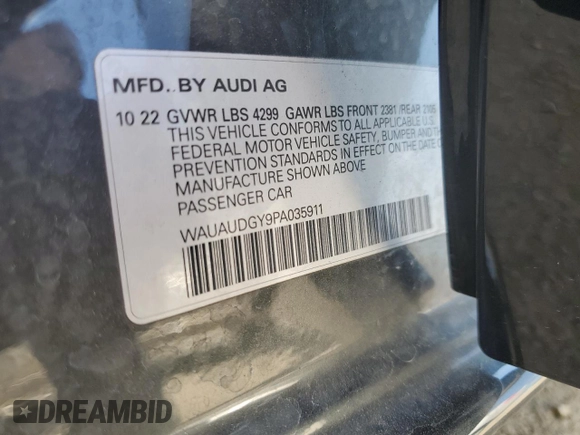 MFD. BY AUDI AG
10 22 GVWR LBS 4299 GAWR LBS FRONT 2381 /REAR
THIS VEHICLE CONFORMS TO ALL APPLICABLE U.S.
FEDERAL MOTOR VEHICLE SAFETY, BUMPER AND TH
PREVENTION STANDARDS IN EFFECT ON THE DATE O
MANUFACTURE SHOWN ABOVE
PASSENGER CAR
WAUAUDGY9PA035911
DREAMBID